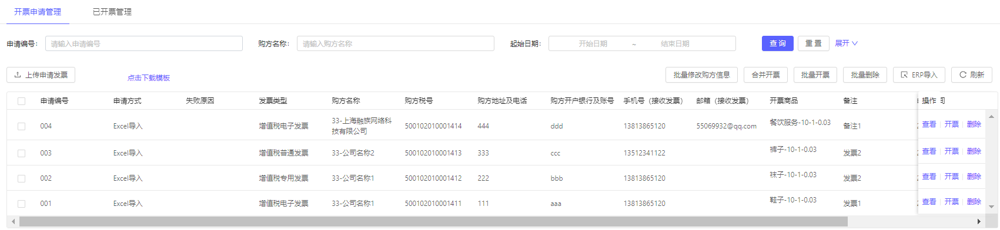 开票申请管理 已开票管理
申请编号： 请输入申请编号 购方名称： 请输入购方名称 起始日期： 开始日期 ~ 结束日期 查 询 重 置 展开
上传申请发票 点击下载模板 批量修改购方信息 合并开票 批量开票 批量删除 ERP导入 刷新
申请编号 申请方式 失败原因 发票类型 购方名称 购方税号 购方地址及电话 购方开户银行及账号 手机号（接收发票） 邮箱（接收发票） 开票商品 备注 操作
004 Excel导入 增值税电子发票 33-上海融族网络科 500102010001414 444 ddd 13813865120 55069932@qq.com 餐饮服务-10-1-0.03 备注1 查看 开票 删除
技有限公司
003 Excel导入 增值税普通发票 33-公司名称2 500102010001413 333 ccc 13512341122 裤子-10-1-0.03 发票2 查看 开票 删除
002 Excel导入 增值税专用发票 33-公司名称1 500102010001412 222 bbb 13813865120 袜子-10-1-0.03 发票2 查看 开票 删除
001 Excel导入 增值税电子发票 33-公司名称1 500102010001411 111 aaa 13813865120 鞋子-10-1-0.03 发票1 查看 开票 删除